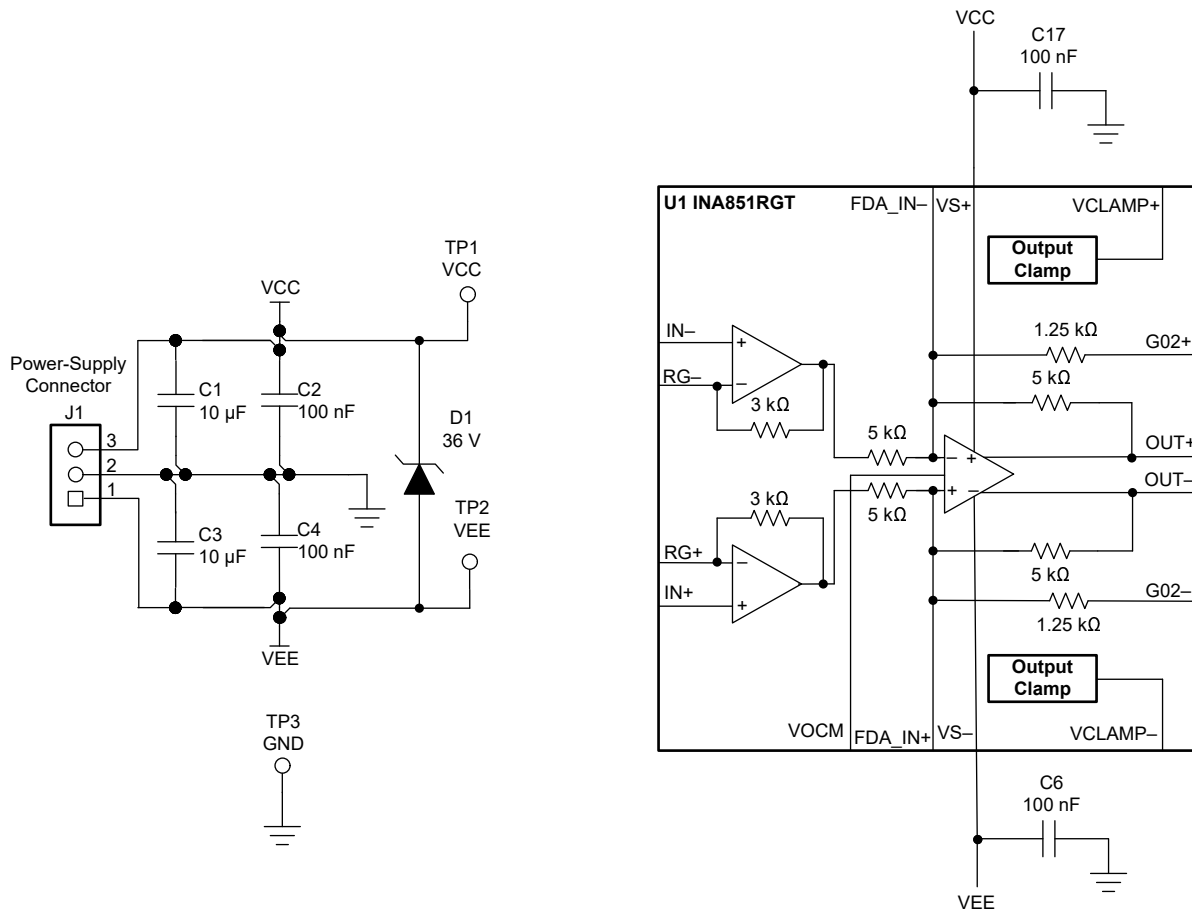 Power-Supply
Connector
J1
3
2
1
VCC
C1
10 µF
C2
100 nF
C3
10 µF
C4
100 nF
VEE
TP1
VCC
D1
36 V
TP2
VEE
TP3
GND
VCC
C17
100 nF
U1 INA851RGT
FDA_IN–
VS+
VCLAMP+
Output
Clamp
IN–
+
RG–
–
3 kΩ
1.25 kΩ
G02+
5 kΩ
5 kΩ
– +
OUT+
+ –
OUT–
3 kΩ
5 kΩ
RG+
–
5 kΩ
IN+
+
G02–
1.25 kΩ
Output
Clamp
VOCM
FDA_IN+
VS–
VCLAMP–
C6
100 nF
VEE